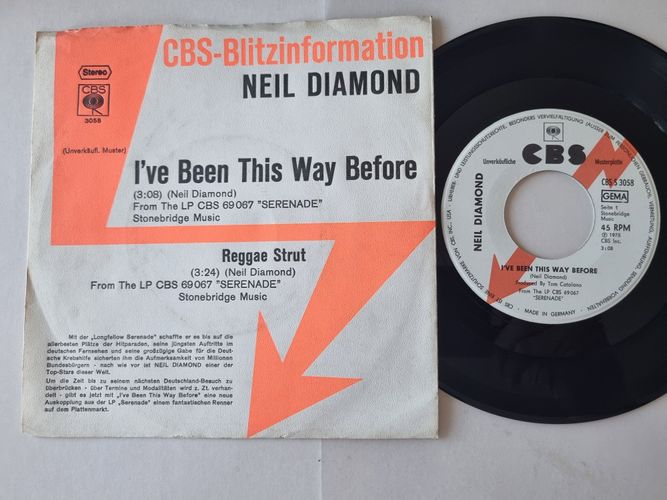 CBS-Blitzinformation
NEIL DIAMOND
Stereo
CBS
3058
(Unverkäufl. Muster)
I've Been This Way Before
(3:08) (Neil Diamond)
From The LP CBS 69067 "SERENADE"
Stonebridge Music
Reggae Strut
(3:24) (Neil Diamond)
From The LP CBS 69067 "SERENADE"
Stonebridge Music
Mit der „Longfellow Serenade" schaffte er es bis auf die
allerbesten Plätze der Hitparaden, seine jüngsten Auftritte im
deutschen Fernsehen und seine großzügige Gabe für die Deut-
sche Krebshilfe sicherten ihm die Aufmerksamkeit von Millionen
Bundesbürgern - nach wie vor ist NEIL DIAMOND einer der
Top-Stars dieser Welt.
Um die Zeit bis zu seinem nächsten Deutschland-Besuch zu
überbrücken - über Termine und Modalitäten wird z. Zt. verhan-
delt - gibt es jetzt mit „I've Been This Way Before" eine neue
Auskopplung aus der LP „Serenade" einem fantastischen Renner
auf dem Plattenmarkt.
Unverkäufliche
CBS
Musterplatte
NEIL DIAMOND
CBS S 3058
GEMA
Seite 1
Stonebridge
Music
45 RPM
℗ 1975
CBS Inc.
3:08
I'VE BEEN THIS WAY BEFORE
(Neil Diamond)
Produced By Tom Catalano
From The LP CBS 69067
"SERENADE"
MADE IN GERMANY